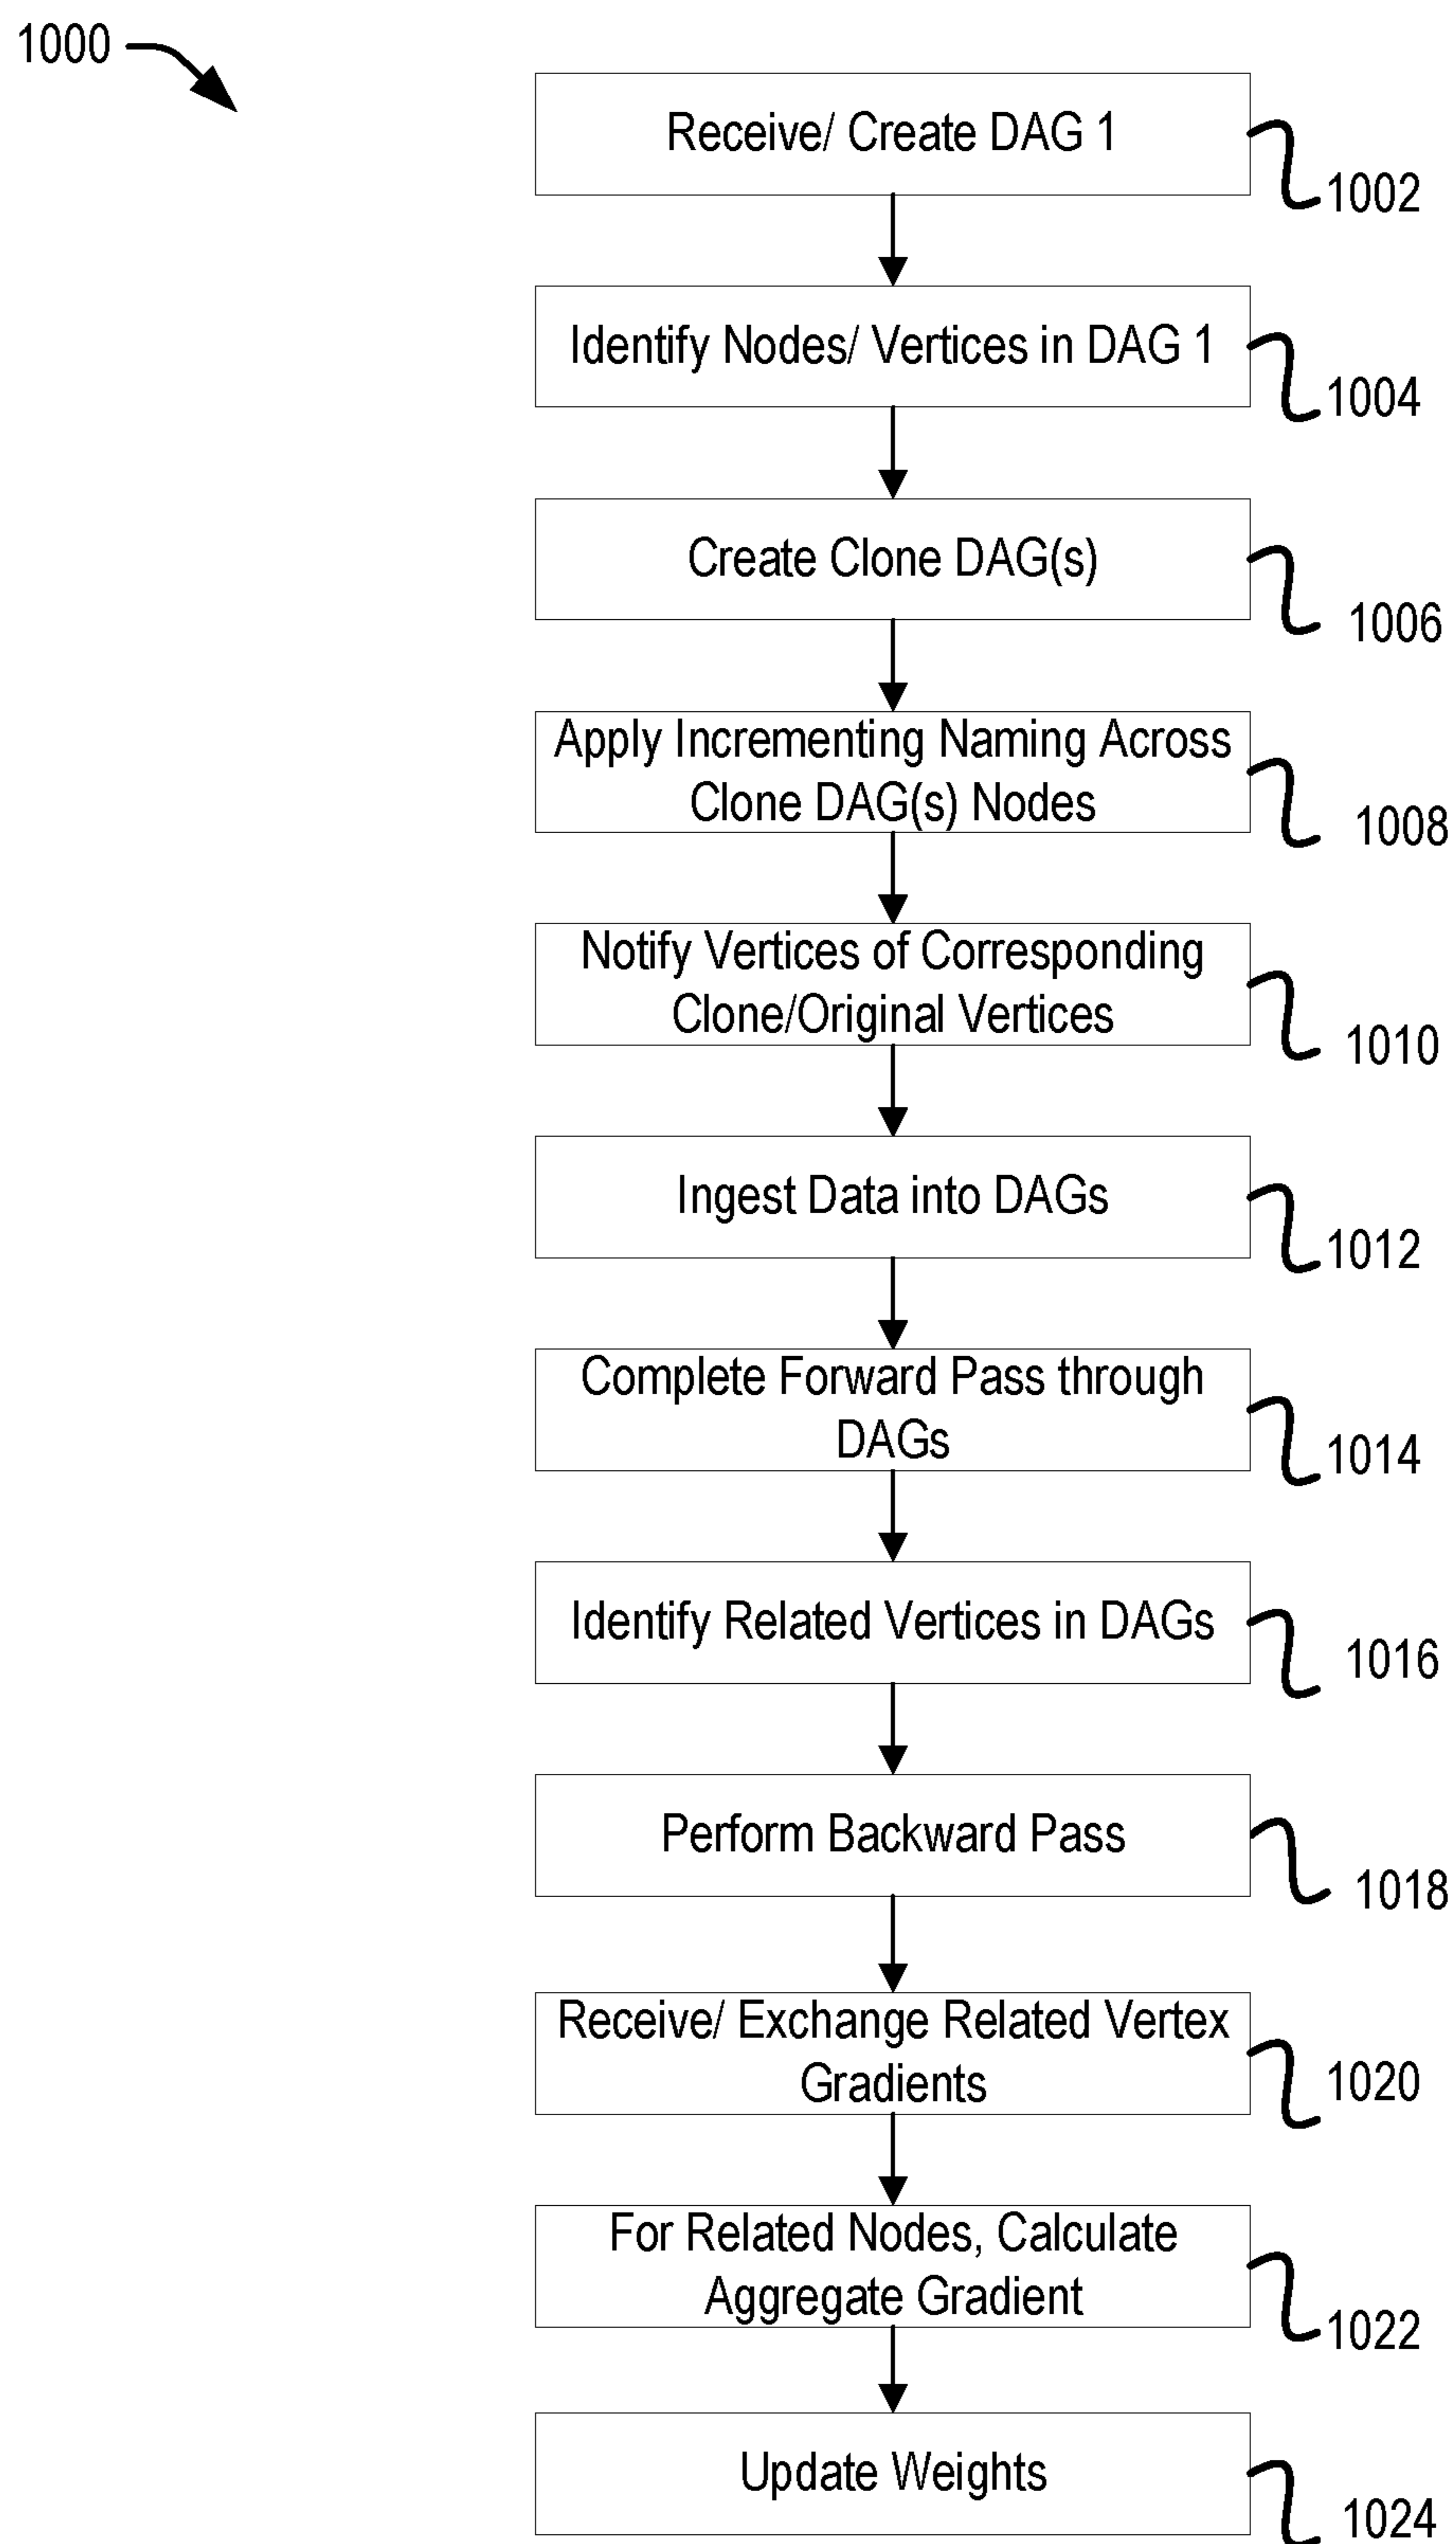 1000
Receive/ Create DAG 1
1002
Identify Nodes/ Vertices in DAG 1
1004
Create Clone DAG(s)
1006
Apply Incrementing Naming Across
Clone DAG(s) Nodes
1008
Notify Vertices of Corresponding
Clone/Original Vertices
1010
Ingest Data into DAGs
1012
Complete Forward Pass through
DAGs
1014
Identify Related Vertices in DAGs
1016
Perform Backward Pass
1018
Receive/ Exchange Related Vertex
Gradients
1020
For Related Nodes, Calculate
Aggregate Gradient
1022
Update Weights
1024